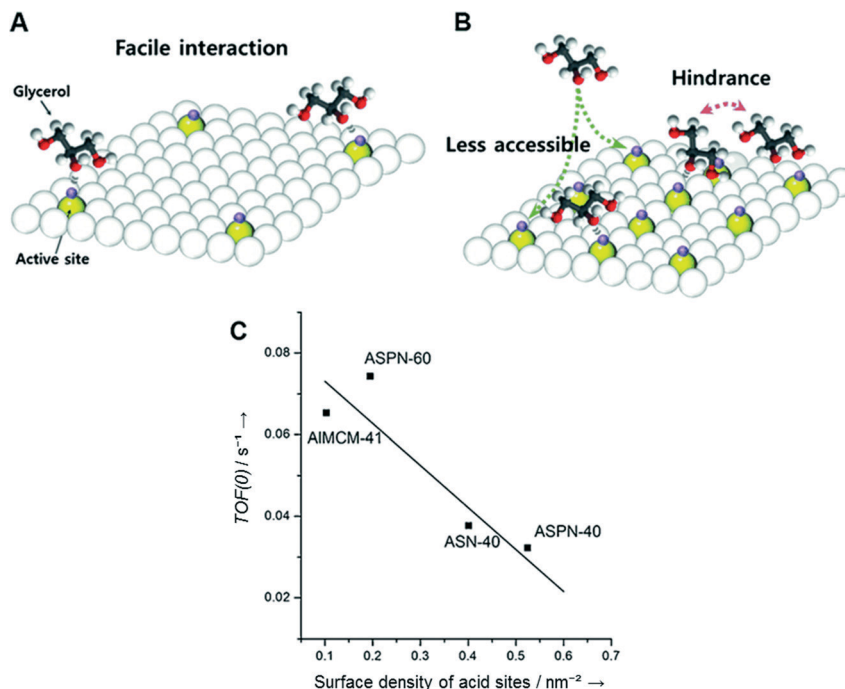 A
Facile interaction
Glycerol
Active site
B
Hindrance
Less accessible
C
0.08
0.06
0.04
0.02
TOF(0) / s⁻¹ →
ASPN-60
AlMCM-41
ASN-40
ASPN-40
0.1 0.2 0.3 0.4 0.5 0.6 0.7
Surface density of acid sites / nm⁻² →